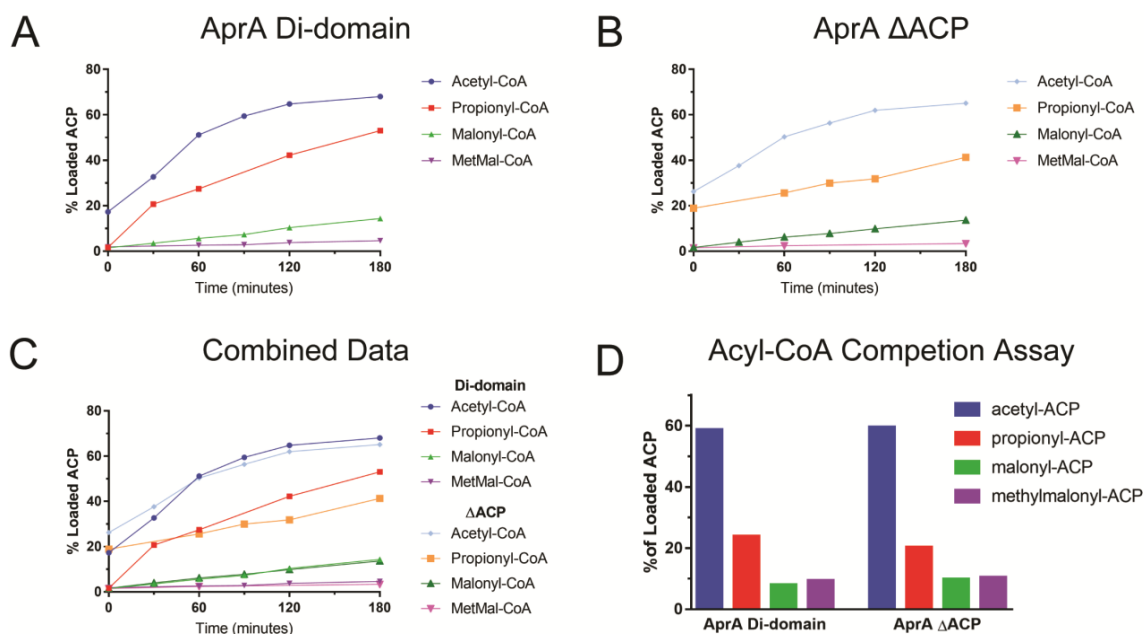 A
AprA Di-domain
% Loaded ACP
80
60
40
20
0
0 60 120 180
Time (minutes)
Acetyl-CoA
Propionyl-CoA
Malonyl-CoA
MetMal-CoA
B
AprA ΔACP
% Loaded ACP
80
60
40
20
0
0 60 120 180
Time (minutes)
Acetyl-CoA
Propionyl-CoA
Malonyl-CoA
MetMal-CoA
C
Combined Data
% Loaded ACP
80
60
40
20
0
0 60 120 180
Time (minutes)
Di-domain
Acetyl-CoA
Propionyl-CoA
Malonyl-CoA
MetMal-CoA
ΔACP
Acetyl-CoA
Propionyl-CoA
Malonyl-CoA
MetMal-CoA
D
Acyl-CoA Competion Assay
%of Loaded ACP
60
40
20
0
AprA Di-domain AprA ΔACP
acetyl-ACP
propionyl-ACP
malonyl-ACP
methylmalonyl-ACP